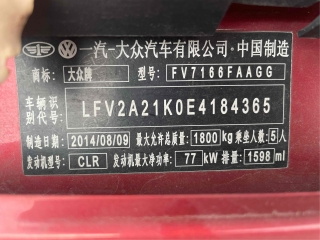 一汽-大众汽车有限公司·中国制造
商标: 大众牌 型号: FV7166FAAGG
车辆识别代号: LFV2A21K0E4184365
制造日期: 2014/08/09 最大允许总质量: 1800 kg 乘坐人数: 5 人
发动机型号: CLR 发动机最大净功率: 77 kW 排量: 1598 ml